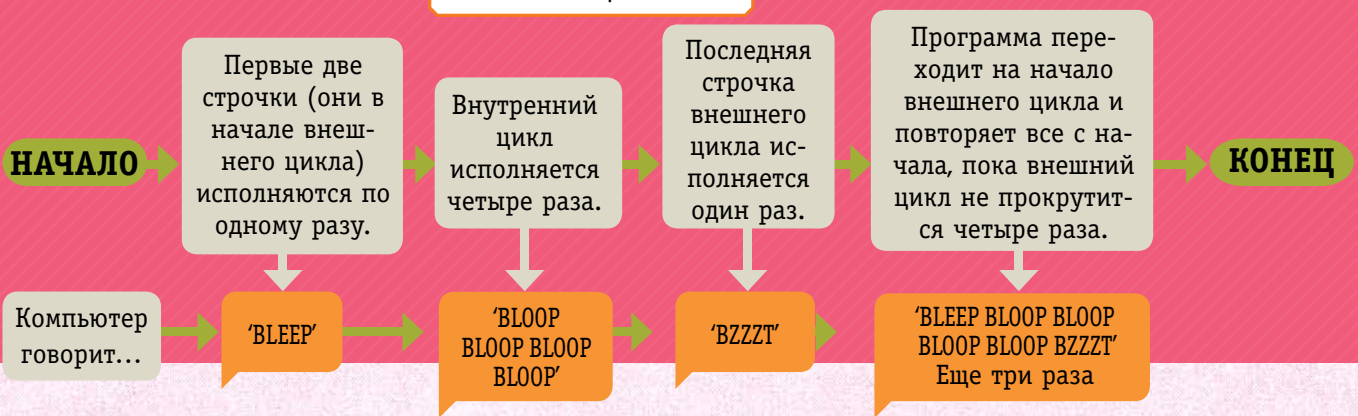 НАЧАЛО
Первые две
строчки (они в
начале внеш-
него цикла)
исполняются по
одному разу.
Внутренний
цикл
исполняется
четыре раза.
Последняя
строчка
внешнего
цикла ис-
полняется
один раз.
Программа пере-
ходит на начало
внешнего цикла и
повторяет все с на-
чала, пока внешний
цикл не прокрутит-
ся четыре раза.
КОНЕЦ
Компьютер
говорит...
‘BLEEP’
‘BLOOP
BLOOP BLOOP
BLOOP’
‘BZZZT’
‘BLEEP BLOOP BLOOP
BLOOP BLOOP BZZZT’
Еще три раза